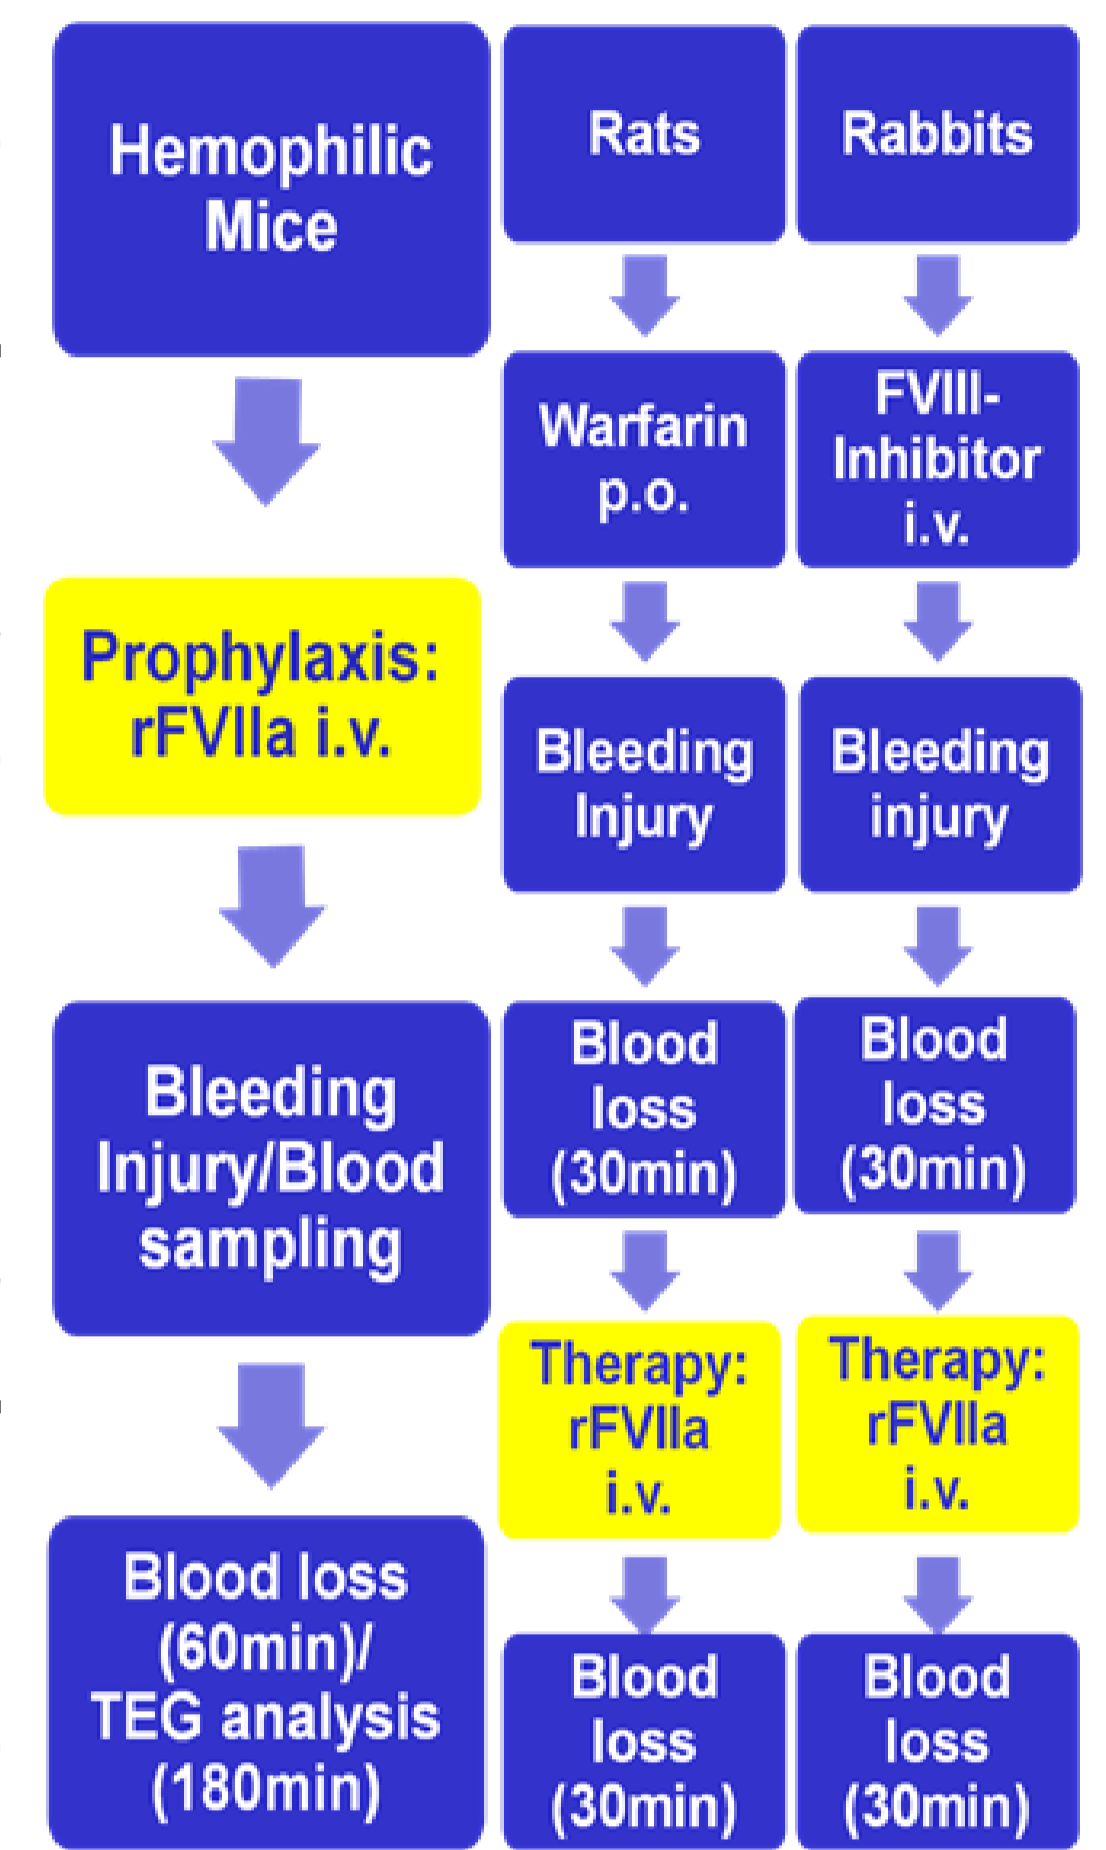 Hemophilic
Mice
Prophylaxis:
rFVIIa i.v.
Bleeding
Injury/Blood
sampling
Blood loss
(60min)/
TEG analysis
(180min)
Rats
Warfarin
p.o.
Bleeding
Injury
Blood
loss
(30min)
Therapy:
rFVIIa
i.v.
Blood
loss
(30min)
Rabbits
FVIII-
Inhibitor
i.v.
Bleeding
injury
Blood
loss
(30min)
Therapy:
rFVIIa
i.v.
Blood
loss
(30min)